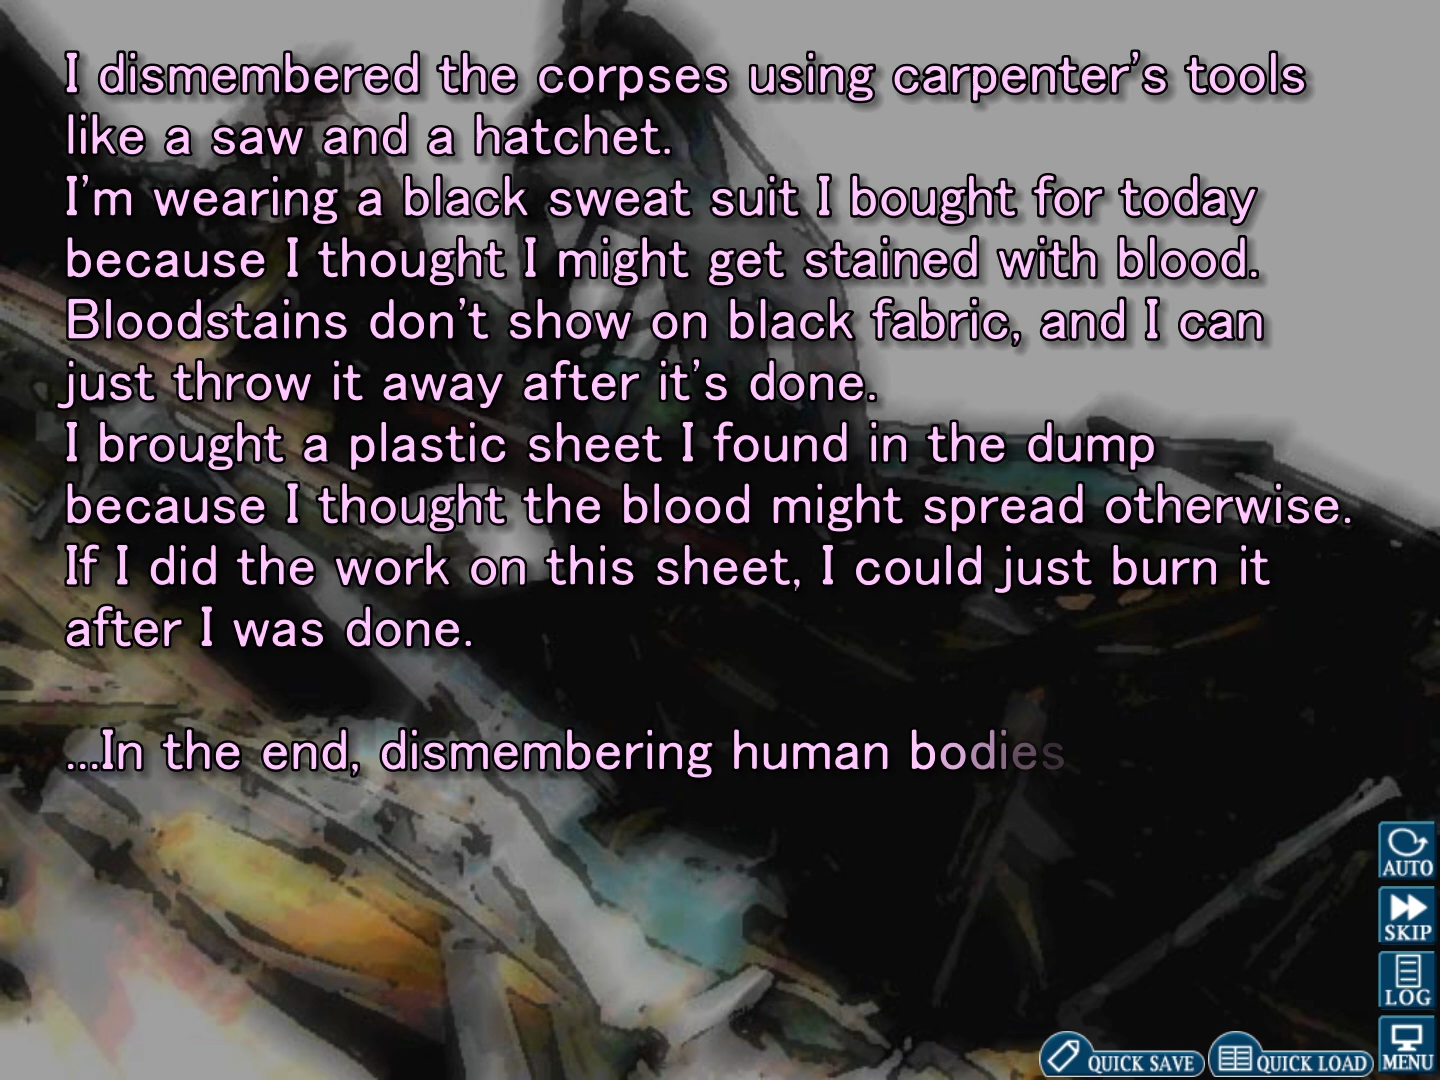 I dismembered the corpses using carpenter's tools
like a saw and a hatchet.
I'm wearing a black sweat suit I bought for today
because I thought I might get stained with blood.
Bloodstains don't show on black fabric, and I can
just throw it away after it's done.
I brought a plastic sheet I found in the dump
because I thought the blood might spread otherwise.
If I did the work on this sheet, I could just burn it
after I was done.
...In the end, dismembering human bodies
AUTO
SKIP
LOG
MENU
QUICK SAVE
QUICK LOAD